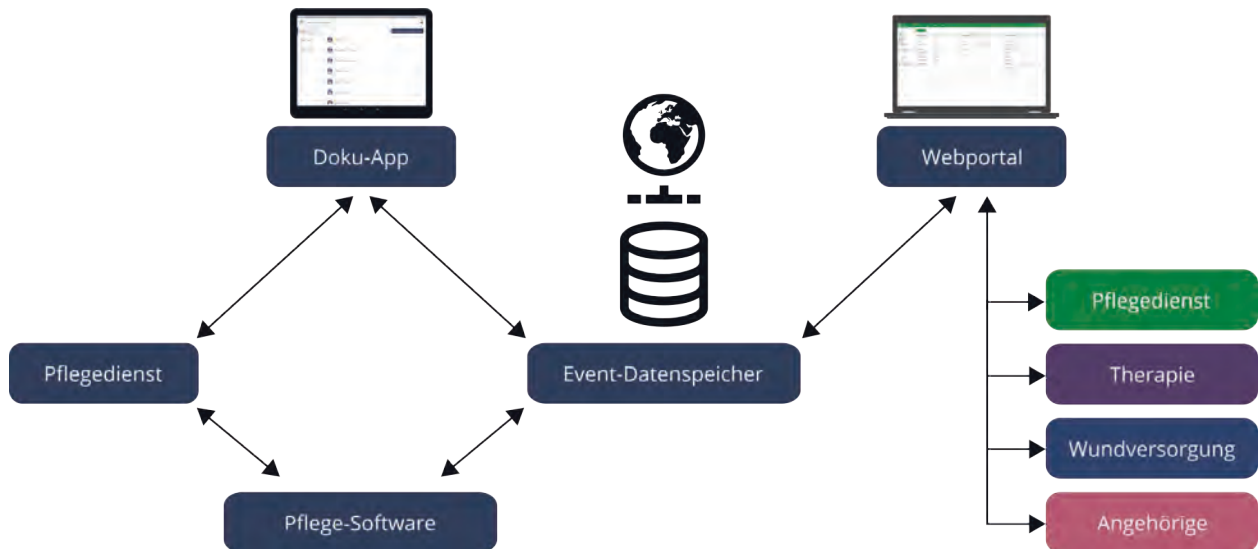 Doku-App
Webportal
Pflegedienst
Event-Datenspeicher
Pflege-Software
Pflegedienst
Therapie
Wundversorgung
Angehörige